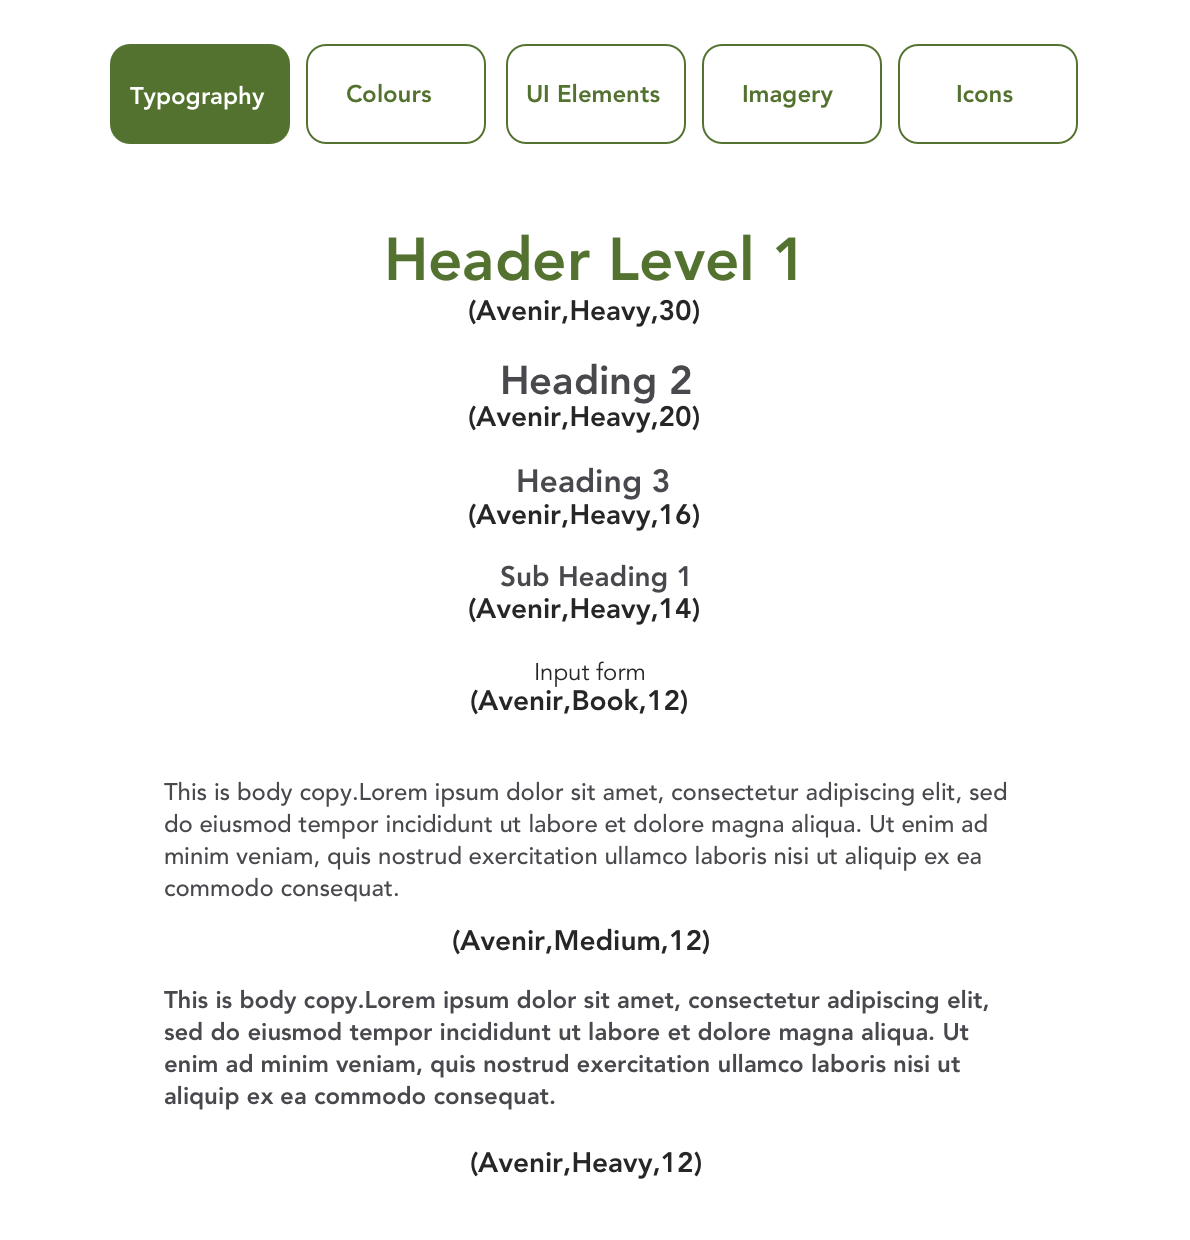 Typography
Colours
UI Elements
Imagery
Icons
Header Level 1
(Avenir,Heavy,30)
Heading 2
(Avenir,Heavy,20)
Heading 3
(Avenir,Heavy,16)
Sub Heading 1
(Avenir,Heavy,14)
Input form
(Avenir,Book,12)
This is body copy.Lorem ipsum dolor sit amet, consectetur adipiscing elit, sed
do eiusmod tempor incididunt ut labore et dolore magna aliqua. Ut enim ad
minim veniam, quis nostrud exercitation ullamco laboris nisi ut aliquip ex ea
commodo consequat.
(Avenir,Medium,12)
This is body copy.Lorem ipsum dolor sit amet, consectetur adipiscing elit,
sed do eiusmod tempor incididunt ut labore et dolore magna aliqua. Ut
enim ad minim veniam, quis nostrud exercitation ullamco laboris nisi ut
aliquip ex ea commodo consequat.
(Avenir,Heavy,12)